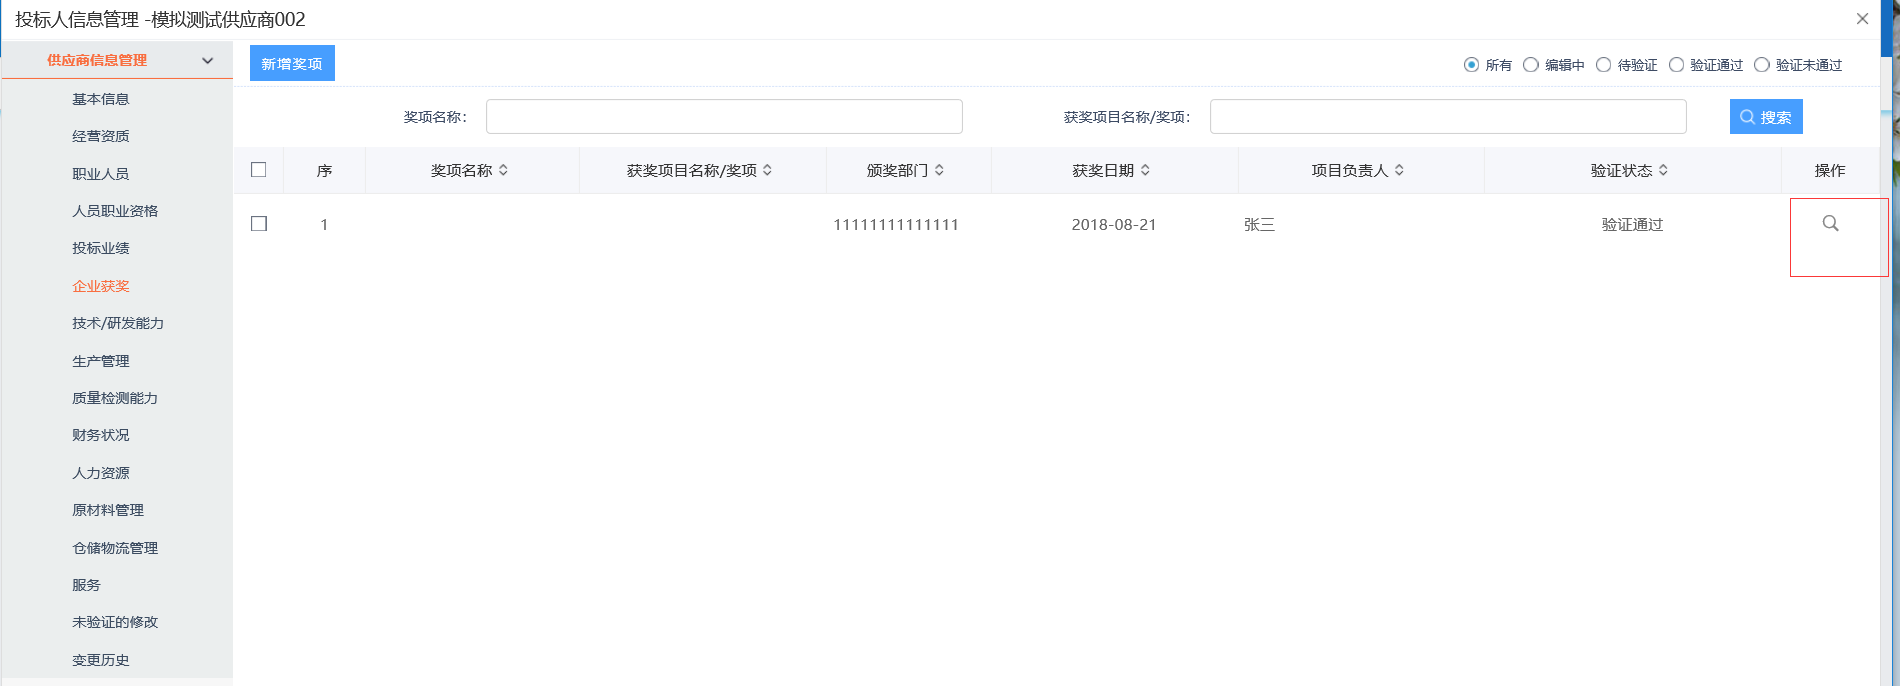 投标人信息管理 -模拟测试供应商002
供应商信息管理
基本信息
经营资质
职业人员
人员职业资格
投标业绩
企业获奖
技术/研发能力
生产管理
质量检测能力
财务状况
人力资源
原材料管理
仓储物流管理
服务
未验证的修改
变更历史
新增奖项
所有 编辑中 待验证 验证通过 验证未通过
奖项名称: 获奖项目名称/奖项: 搜索
序 奖项名称 获奖项目名称/奖项 颁奖部门 获奖日期 项目负责人 验证状态 操作
1 11111111111111 2018-08-21 张三 验证通过